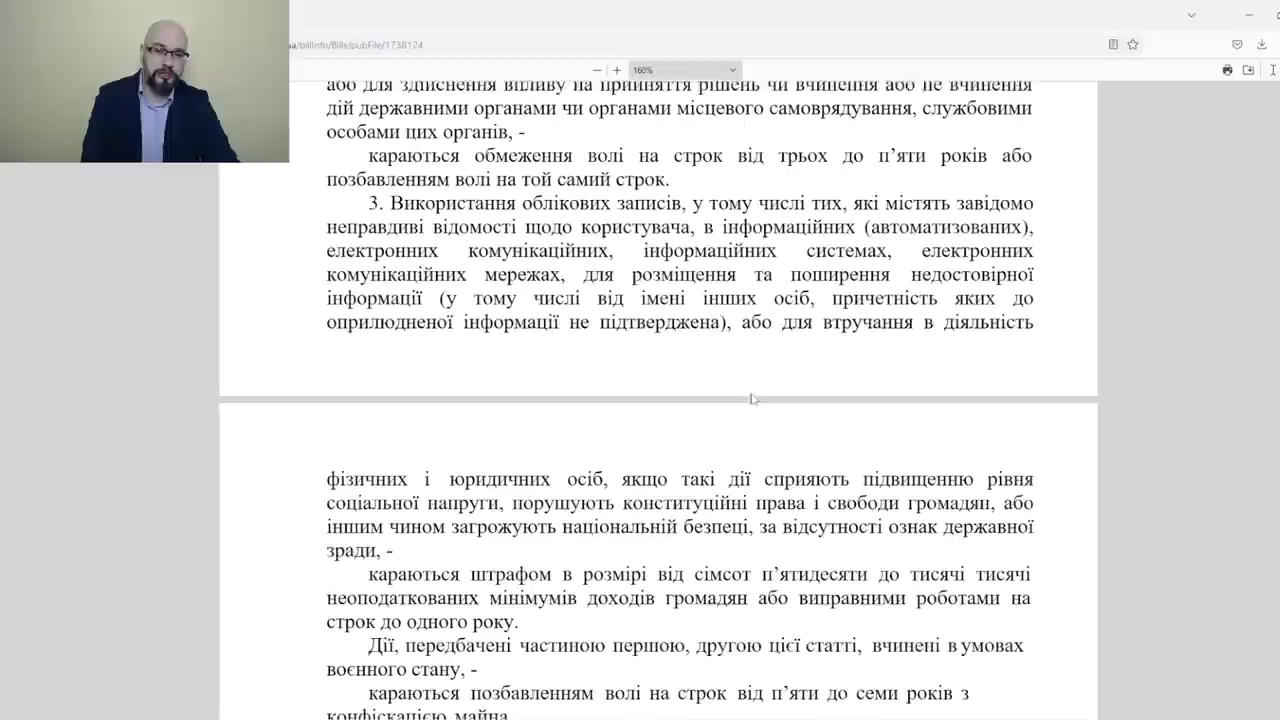 ua/billInfo/Bills/pubFile/1738124
160%
або для здійснення впливу на прийняття рішень чи вчинення або не вчинення
дій державними органами чи органами місцевого самоврядування, службовими
особами цих органів, -
караються обмеження волі на строк від трьох до п’яти років або
позбавленням волі на той самий строк.
3. Використання облікових записів, у тому числі тих, які містять завідомо
неправдиві відомості щодо користувача, в інформаційних (автоматизованих),
електронних комунікаційних, інформаційних системах, електронних
комунікаційних мережах, для розміщення та поширення недостовірної
інформації (у тому числі від імені інших осіб, причетність яких до
оприлюдненої інформації не підтверджена), або для втручання в діяльність
фізичних і юридичних осіб, якщо такі дії сприяють підвищенню рівня
соціальної напруги, порушують конституційні права і свободи громадян, або
іншим чином загрожують національній безпеці, за відсутності ознак державної
зради, -
караються штрафом в розмірі від сімсот п’ятидесяти до тисячі тисячі
неоподаткованих мінімумів доходів громадян або виправними роботами на
строк до одного року.
Дії, передбачені частиною першою, другою цієї статті, вчинені в умовах
воєнного стану, -
караються позбавленням волі на строк від п’яти до семи років з
конфіскацією майна